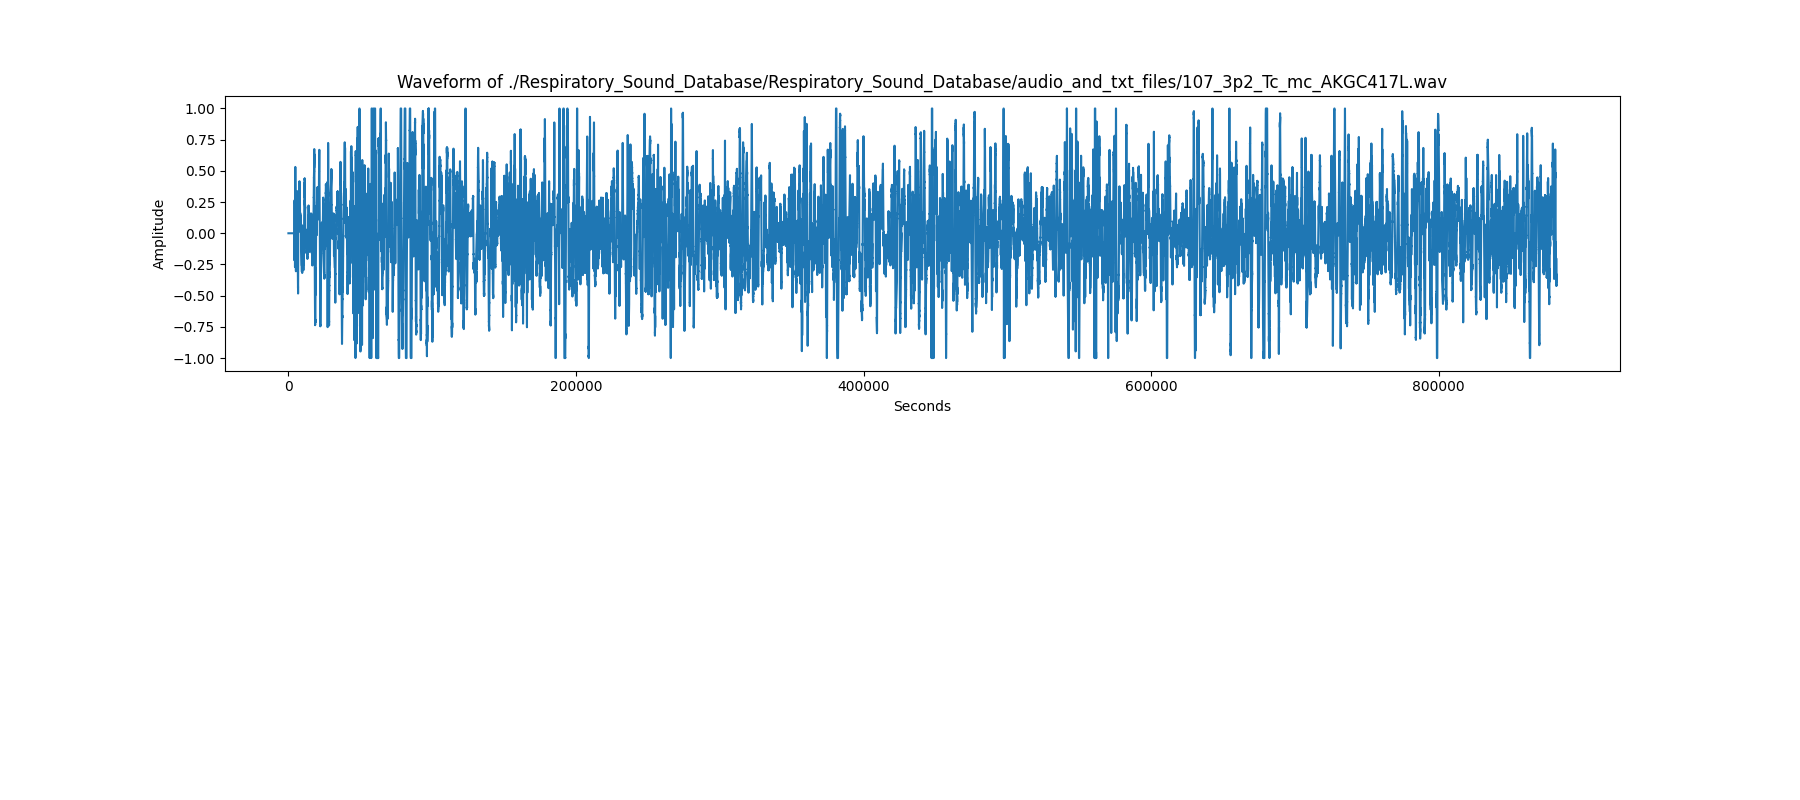 Waveform of ./Respiratory_Sound_Database/Respiratory_Sound_Database/audio_and_txt_files/107_3p2_Tc_mc_AKGC417L.wav
1.00
0.75
0.50
0.25
0.00
−0.25
−0.50
−0.75
−1.00
Amplitude
0 200000 400000 600000 800000
Seconds